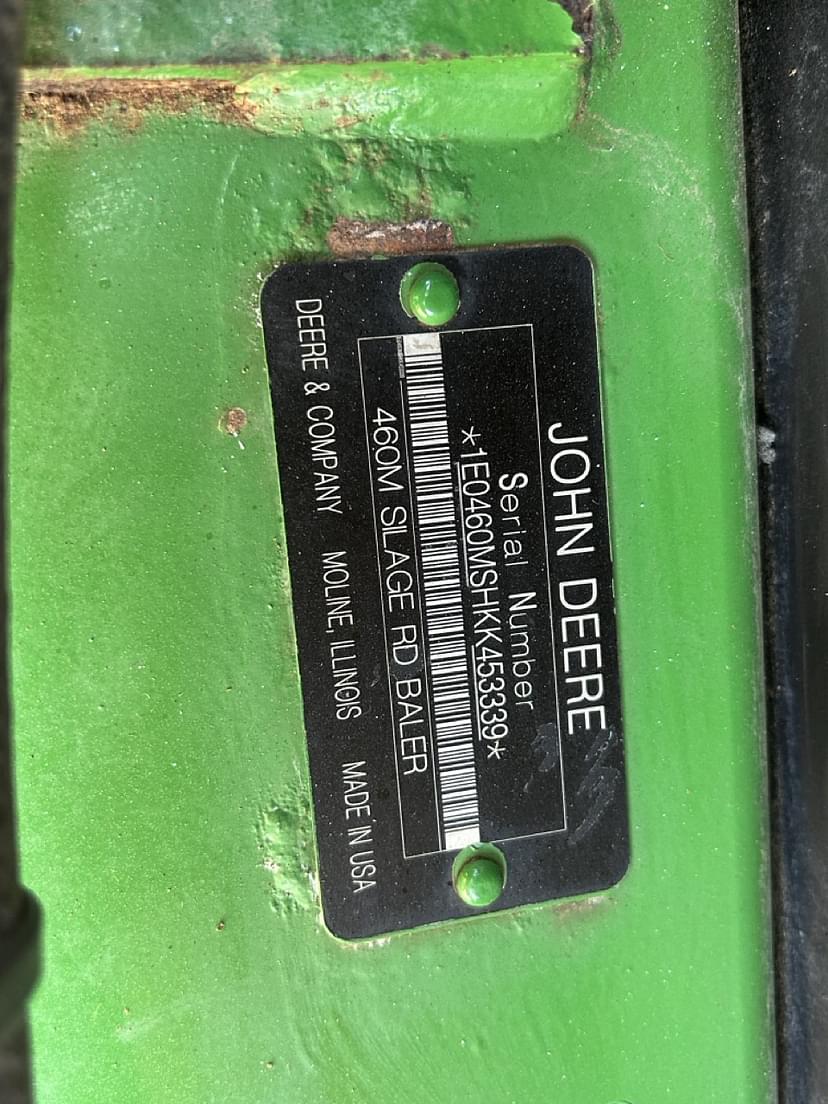 JOHN DEERE
Serial Number
*1E0460MSHKK453339*
460M SILAGE RD BALER
DEERE & COMPANY MOLINE, ILLINOIS MADE IN USA